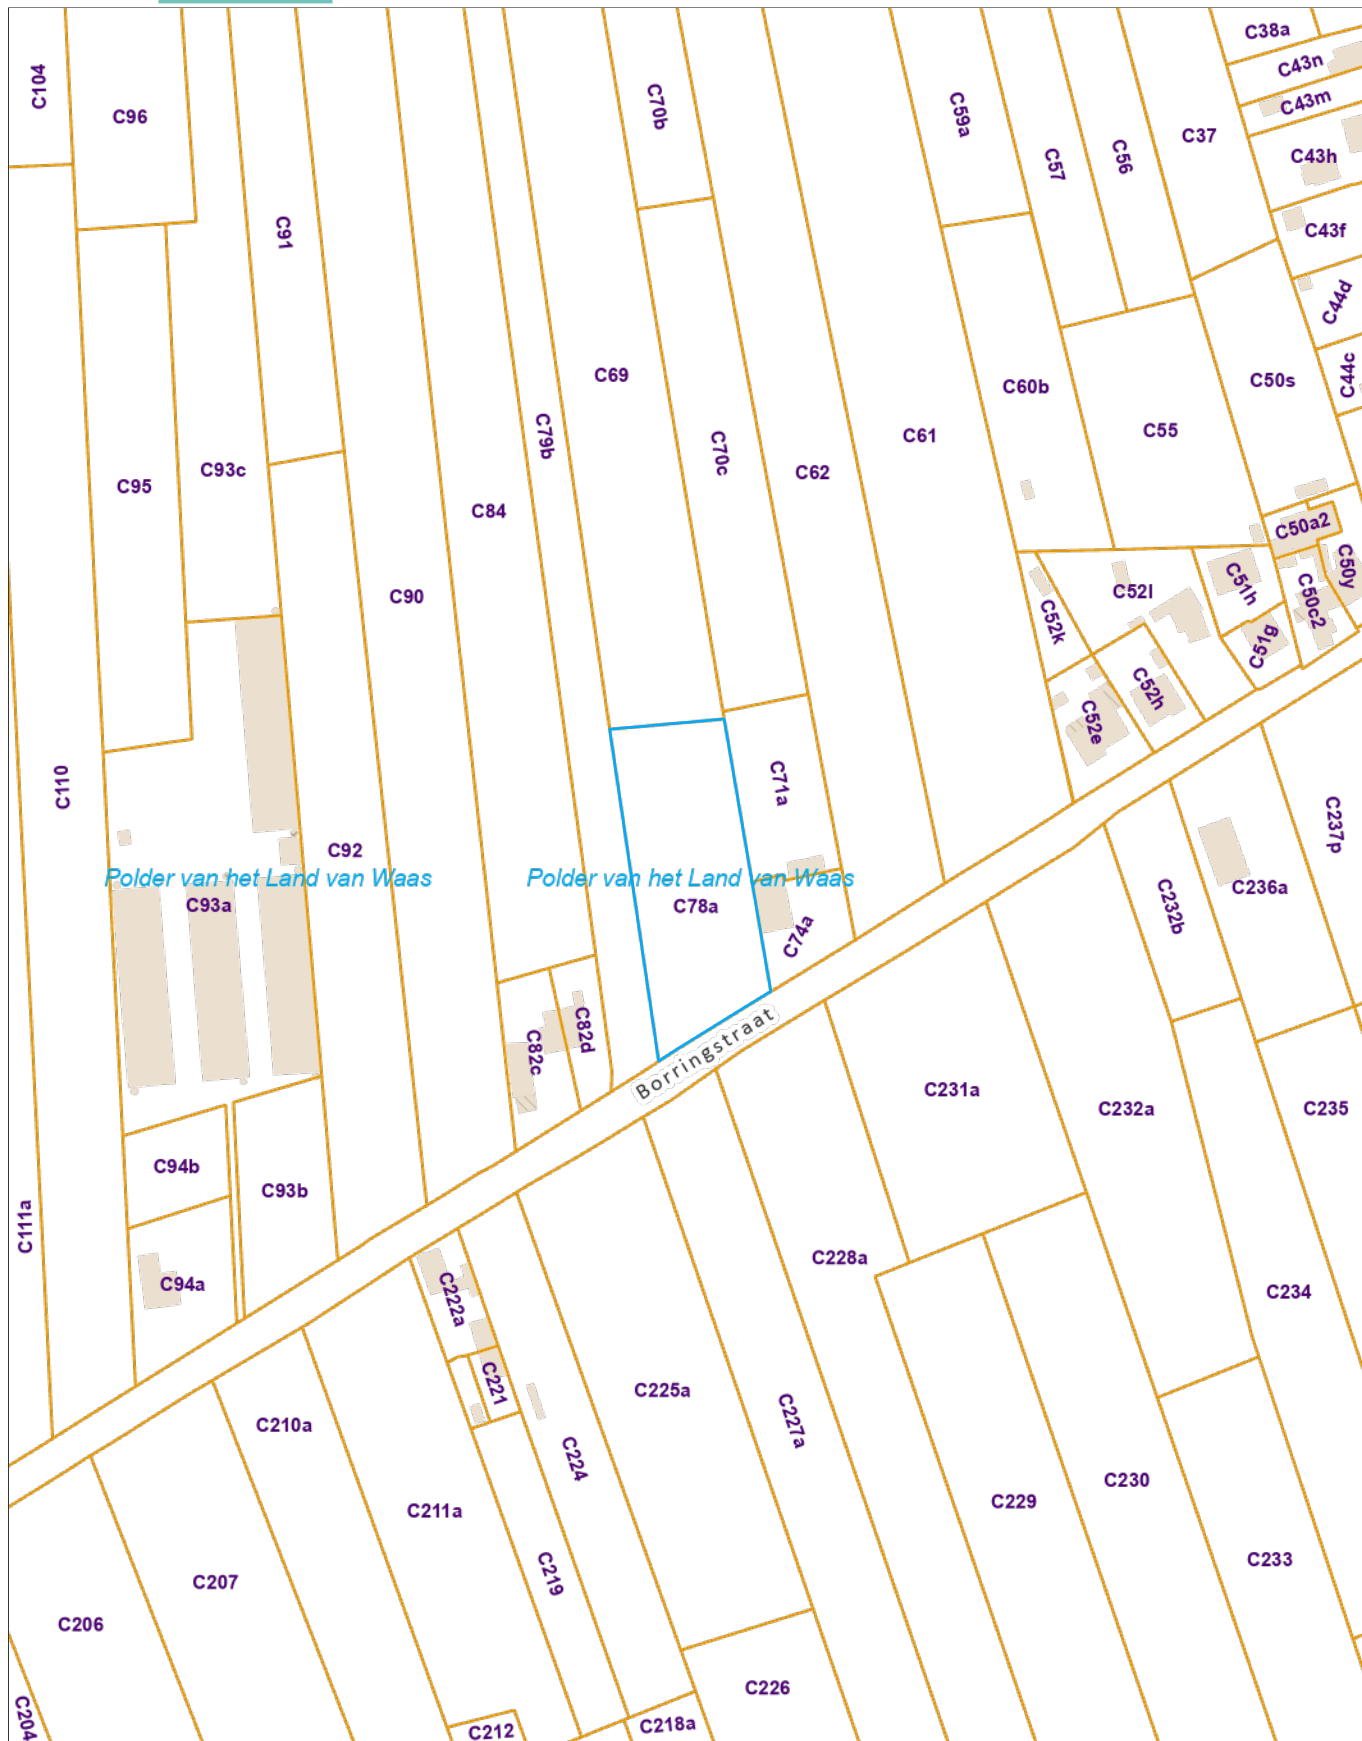 C38a
C43n
C104
C43m
C70b
C59a
C96
C37
C56
C43h
C57
C43f
C91
C44d
C69
C44c
C50s
C60b
C55
C79b
C61
C70c
C93c
C62
C95
C84
C50a2
C50y
C51h
C52l
C90
C50c2
C52k
C51g
C52h
C52e
C110
C71a
C237p
C92
Polder van het Land van Waas
Polder van het Land van Waas
C236a
C93a
C78a
C232b
C74a
C82d
C82c
Borringstraat
C231a
C232a
C235
C94b
C93b
C111a
C228a
C94a
C234
C222a
C221
C225a
C227a
C210a
C224
C230
C229
C211a
C233
C219
C207
C206
C226
C204
C218a
C212